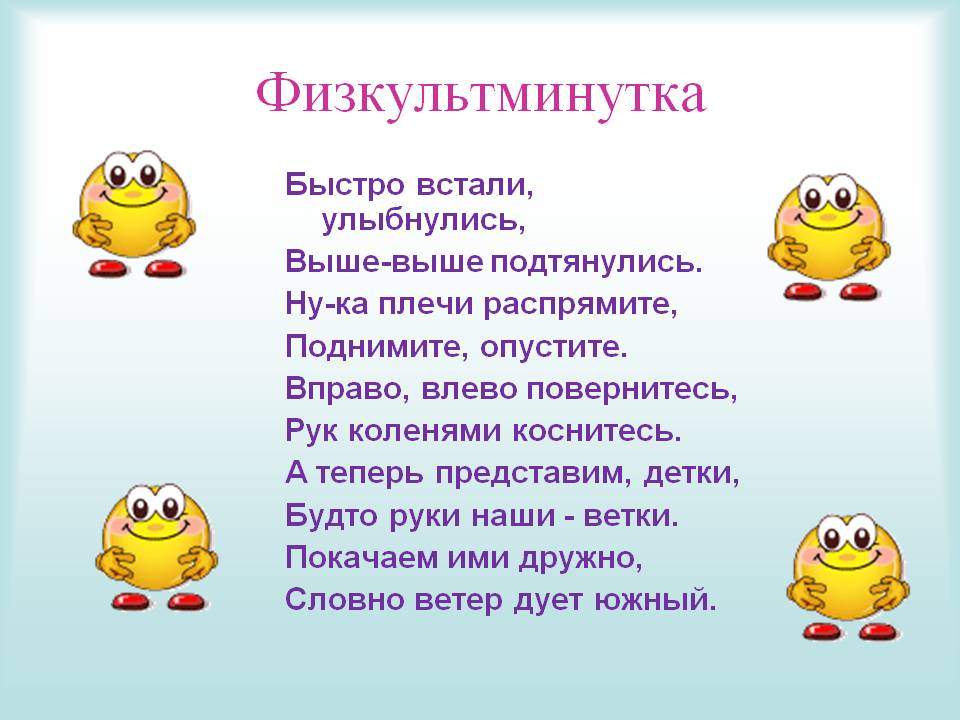 Физкультминутка
Быстро встали,
улыбнулись,
Выше-выше подтянулись.
Ну-ка плечи распрямите,
Поднимите, опустите.
Вправо, влево повернитесь,
Рук коленями коснитесь.
А теперь представим, детки,
Будто руки наши - ветки.
Покачаем ими дружно,
Словно ветер дует южный.